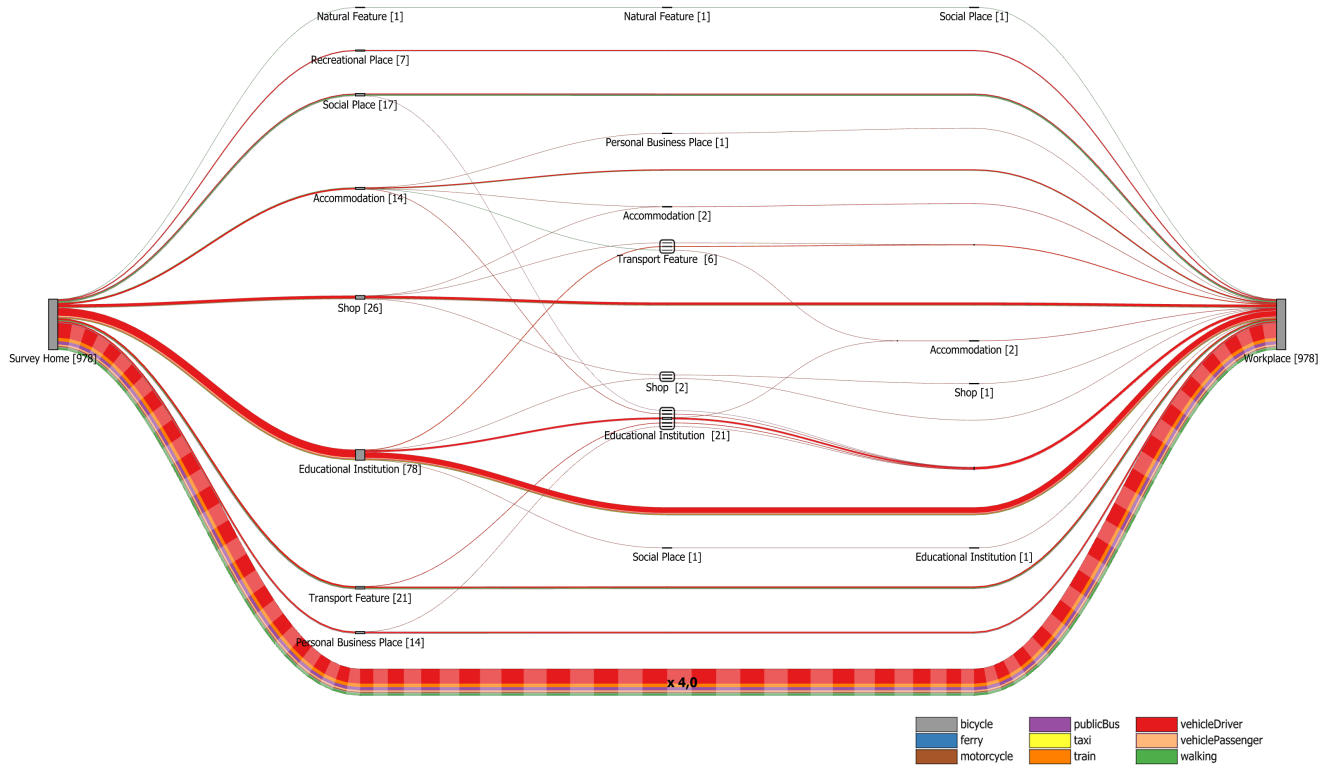 Natural Feature [1]
Natural Feature [1]
Social Place [1]
Recreational Place [7]
Social Place [17]
Personal Business Place [1]
Accommodation [14]
Accommodation [2]
Transport Feature  [6]
Shop [26]
Survey Home [978]
Accommodation [2]
Workplace [978]
Shop  [2]
Shop [1]
Educational Institution  [21]
Educational Institution [78]
Social Place [1]
Educational Institution [1]
Transport Feature [21]
Personal Business Place [14]
x 4,0
bicycle
publicBus
vehicleDriver
ferry
taxi
vehiclePassenger
motorcycle
train
walking